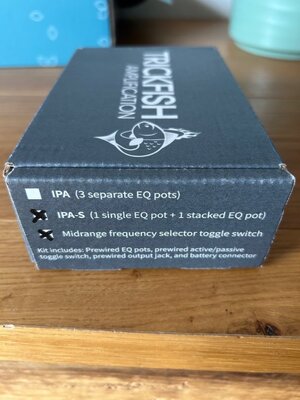 TRICKFISH
AMPLIFICATION
IPA (3 separate EQ pots)
IPA-S (1 single EQ pot + 1 stacked EQ pot)
Midrange frequency selector toggle switch
Kit includes: Prewired EQ pots, prewired active/passive
toggle switch, prewired output jack, and battery connector